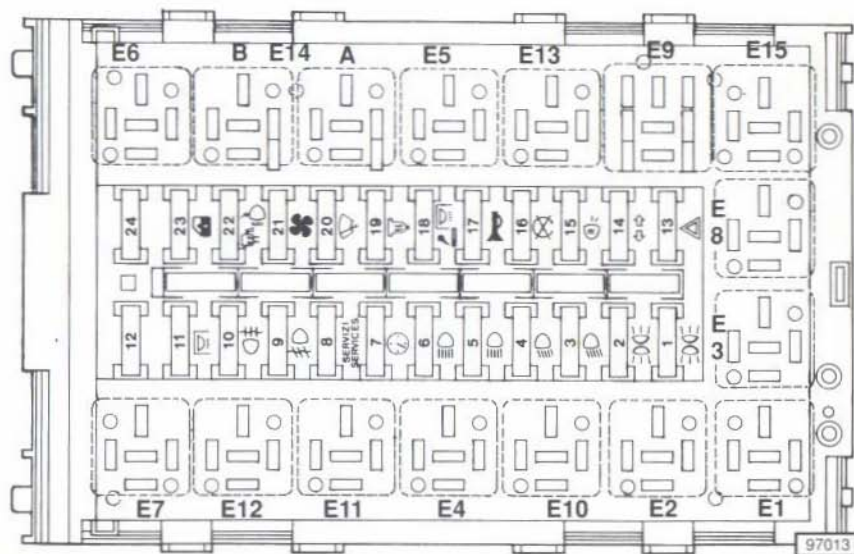 E6 B E14 A E5 E13 E9 E15
24 23 22 21 20 19 18 17 16 15 14 13
E
8
12 11 10 9 8 SERVIZI 7 6 5 4 3 2 1
SERVICES
E
3
E7 E12 E11 E4 E10 E2 E1
97013